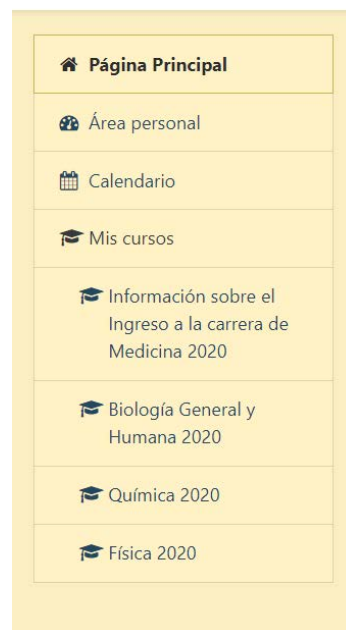 Página Principal
Área personal
Calendario
Mis cursos
Información sobre el
Ingreso a la carrera de
Medicina 2020
Biología General y
Humana 2020
Química 2020
Física 2020